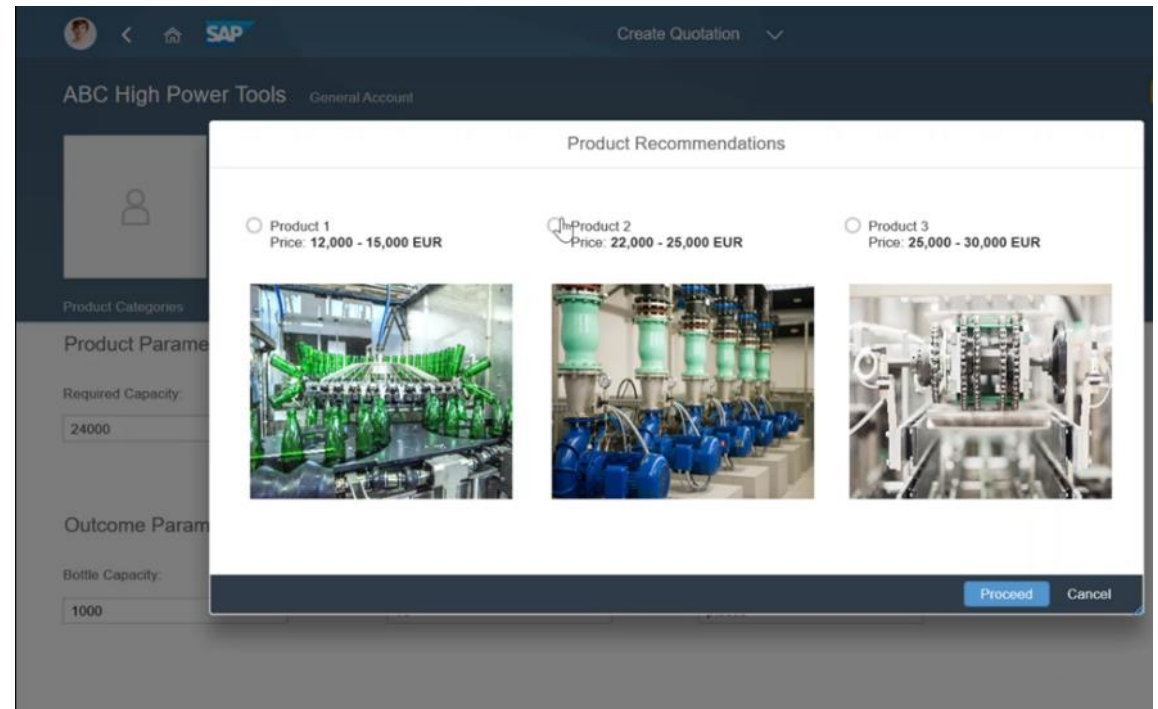 SAP
Create Quotation
ABC High Power Tools General Account
Product Recommendations
Product 1
Price: 12,000 - 15,000 EUR
Product 2
Price: 22,000 - 25,000 EUR
Product 3
Price: 25,000 - 30,000 EUR
Product Categories
Product Parame
Required Capacity:
24000
Outcome Param
Bottle Capacity:
1000
Proceed Cancel